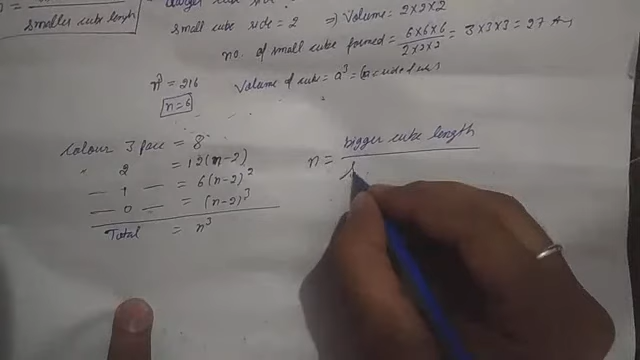 smaller cube length
small cube side = 2 ⇒ Volume = 2×2×2
no. of small cube formed = 6×6×6 / 2×2×2 = 3×3×3 = 27 Ans
n³ = 216
Volume of cube = a³
n = 6
Colour 3 face = 8
" 2 = 12(n-2)
— 1 — = 6(n-2)²
— 0 — = (n-2)³
Total = n³
n = bigger cube length